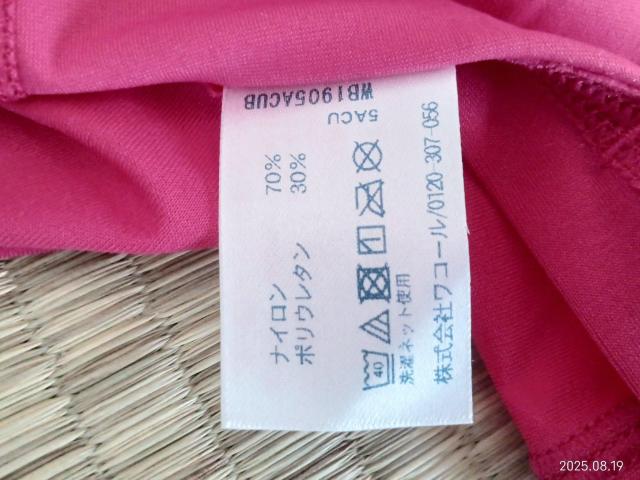 WB1905ACUB
5ACU
ナイロン 70%
ポリウレタン 30%
40
洗濯ネット使用
株式会社ワコール/0120-307-056
2025.08.19